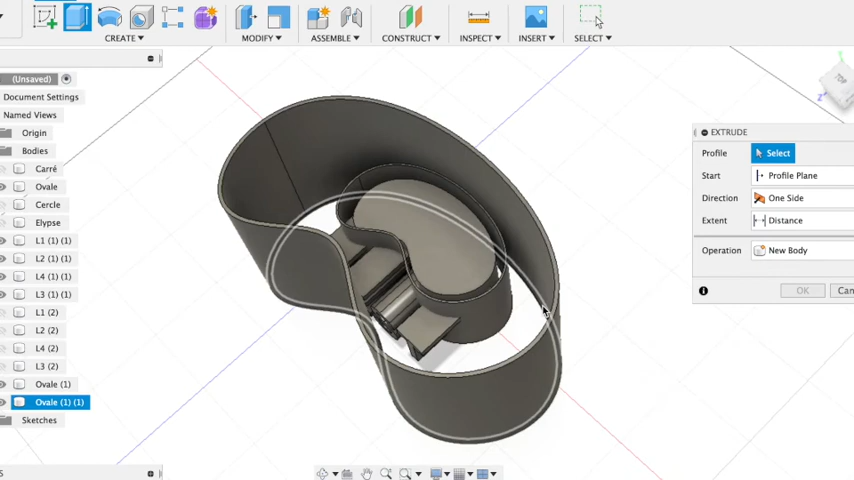 CREATE▼
MODIFY▼
ASSEMBLE▼
CONSTRUCT▼
INSPECT▼
INSERT▼
SELECT▼
(Unsaved)
Document Settings
Named Views
Origin
Bodies
Carré
Ovale
Cercle
Elypse
L1 (1) (1)
L2 (1) (1)
L4 (1) (1)
L3 (1) (1)
L1 (2)
L2 (2)
L4 (2)
L3 (2)
Ovale (1)
Ovale (1) (1)
Sketches
S
EXTRUDE
Profile Select
Start Profile Plane
Direction One Side
Extent Distance
Operation New Body
OK Can